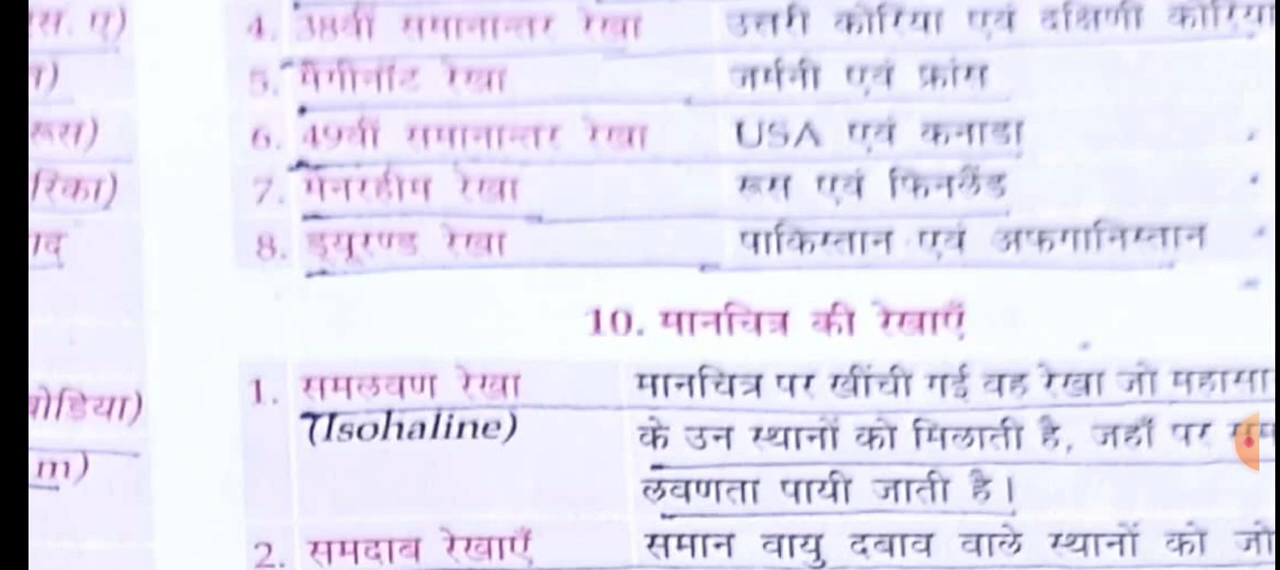 स. ए)
4. 38वीं समानान्तर रेखा उत्तरी कोरिया एवं दक्षिणी कोरिया
5. मैगीनॉट रेखा जर्मनी एवं फ्रांस
रूस)
6. 49वीं समानान्तर रेखा USA एवं कनाडा
रिका)
7. मेनरहीम रेखा रूस एवं फिनलैंड
8. ड्यूरण्ड रेखा पाकिस्तान एवं अफगानिस्तान
10. मानचित्र की रेखाएँ
1. समलवण रेखा मानचित्र पर खींची गई वह रेखा जो महासा
बोडिया)
(Isohaline) के उन स्थानों को मिलाती है, जहाँ पर
m)
लवणता पायी जाती है।
2. समदाब रेखाएँ समान वायु दबाव वाले स्थानों को जो